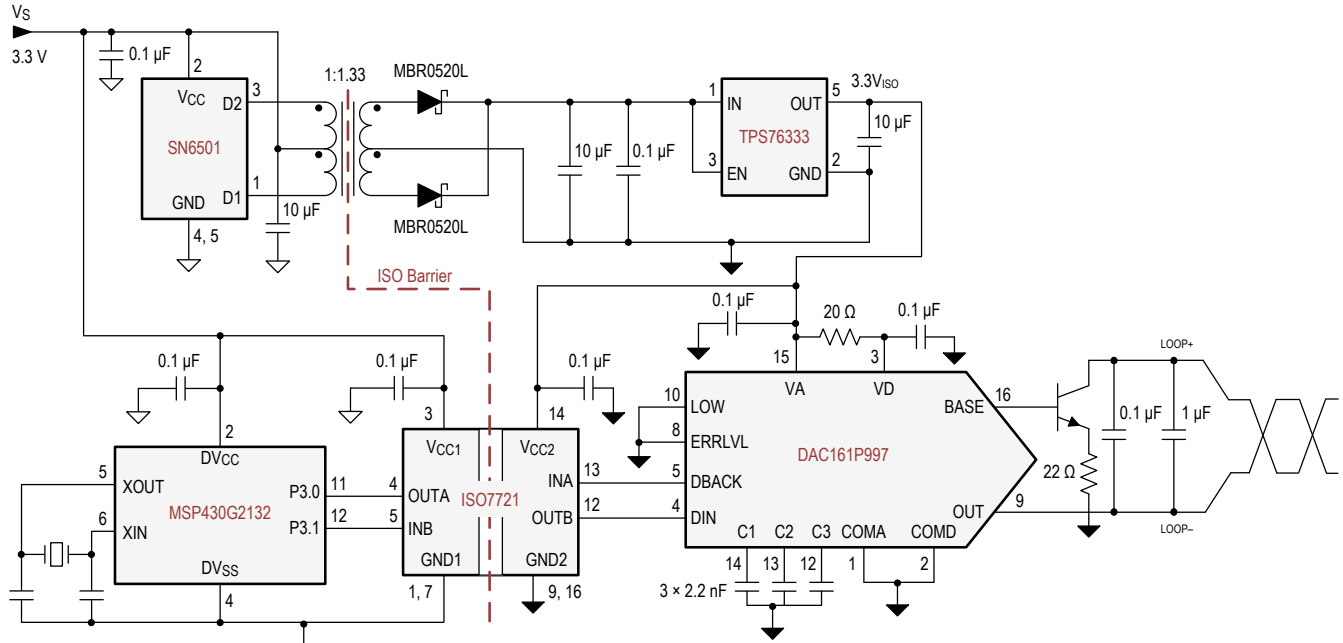 VS
3.3 V
0.1 µF
2
VCC
D2
3
SN6501
D1
1
GND
4, 5
10 µF
1:1.33
MBR0520L
MBR0520L
10 µF
0.1 µF
1
IN
OUT
5
TPS76333
3
EN
GND
2
3.3VISO
10 µF
ISO Barrier
0.1 µF
0.1 µF
3
0.1 µF
14
0.1 µF
20 Ω
0.1 µF
15
3
VA
VD
2
DVCC
5
XOUT
6
XIN
MSP430G2132
P3.0
11
P3.1
12
DVSS
4
VCC1
VCC2
4
OUTA
5
INB
ISO7721
INA
13
OUTB
12
GND1
GND2
1, 7
9, 16
10
LOW
8
ERRLVL
5
DBACK
4
DIN
DAC161P997
BASE
16
OUT
9
C1
C2
C3
COMA
COMD
14
13
12
1
2
3 × 2.2 nF
22 Ω
0.1 µF
1 µF
LOOP+
LOOP–